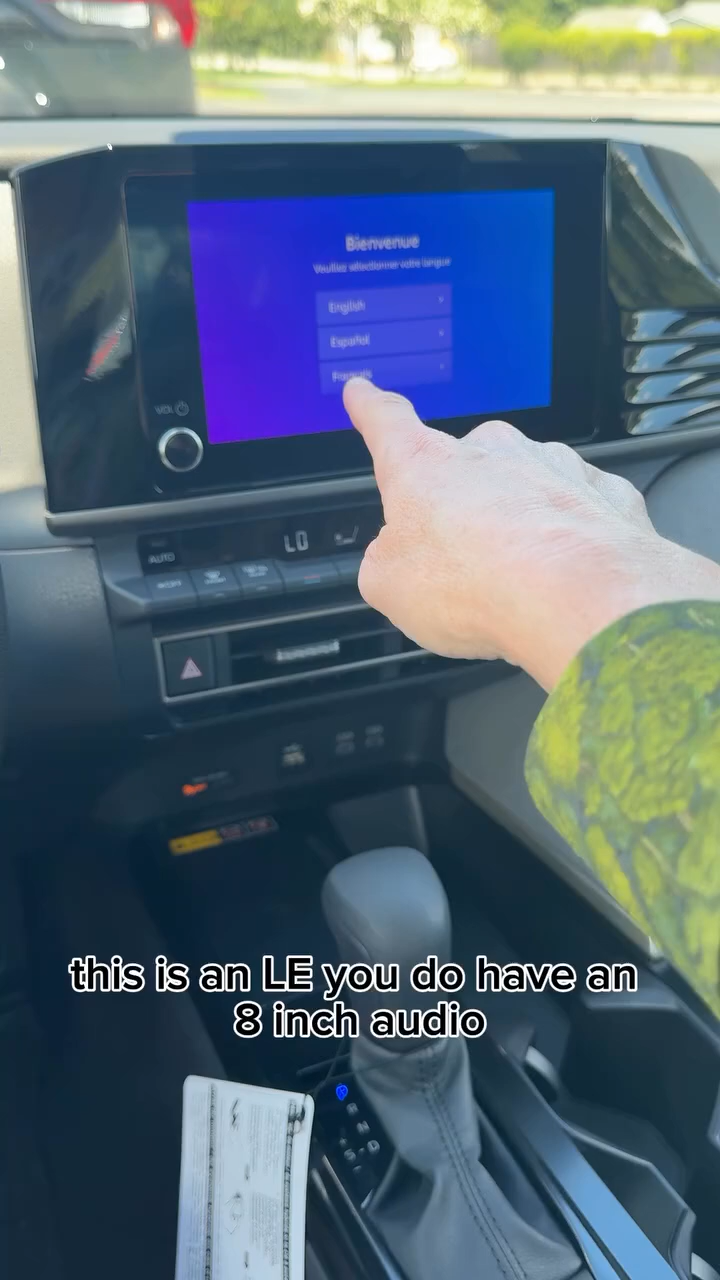 Bienvenue
Veuillez sélectionner votre langue
English
Español
Français
VOL
LO
AUTO
this is an LE you do have an
8 inch audio
R
N
D
S